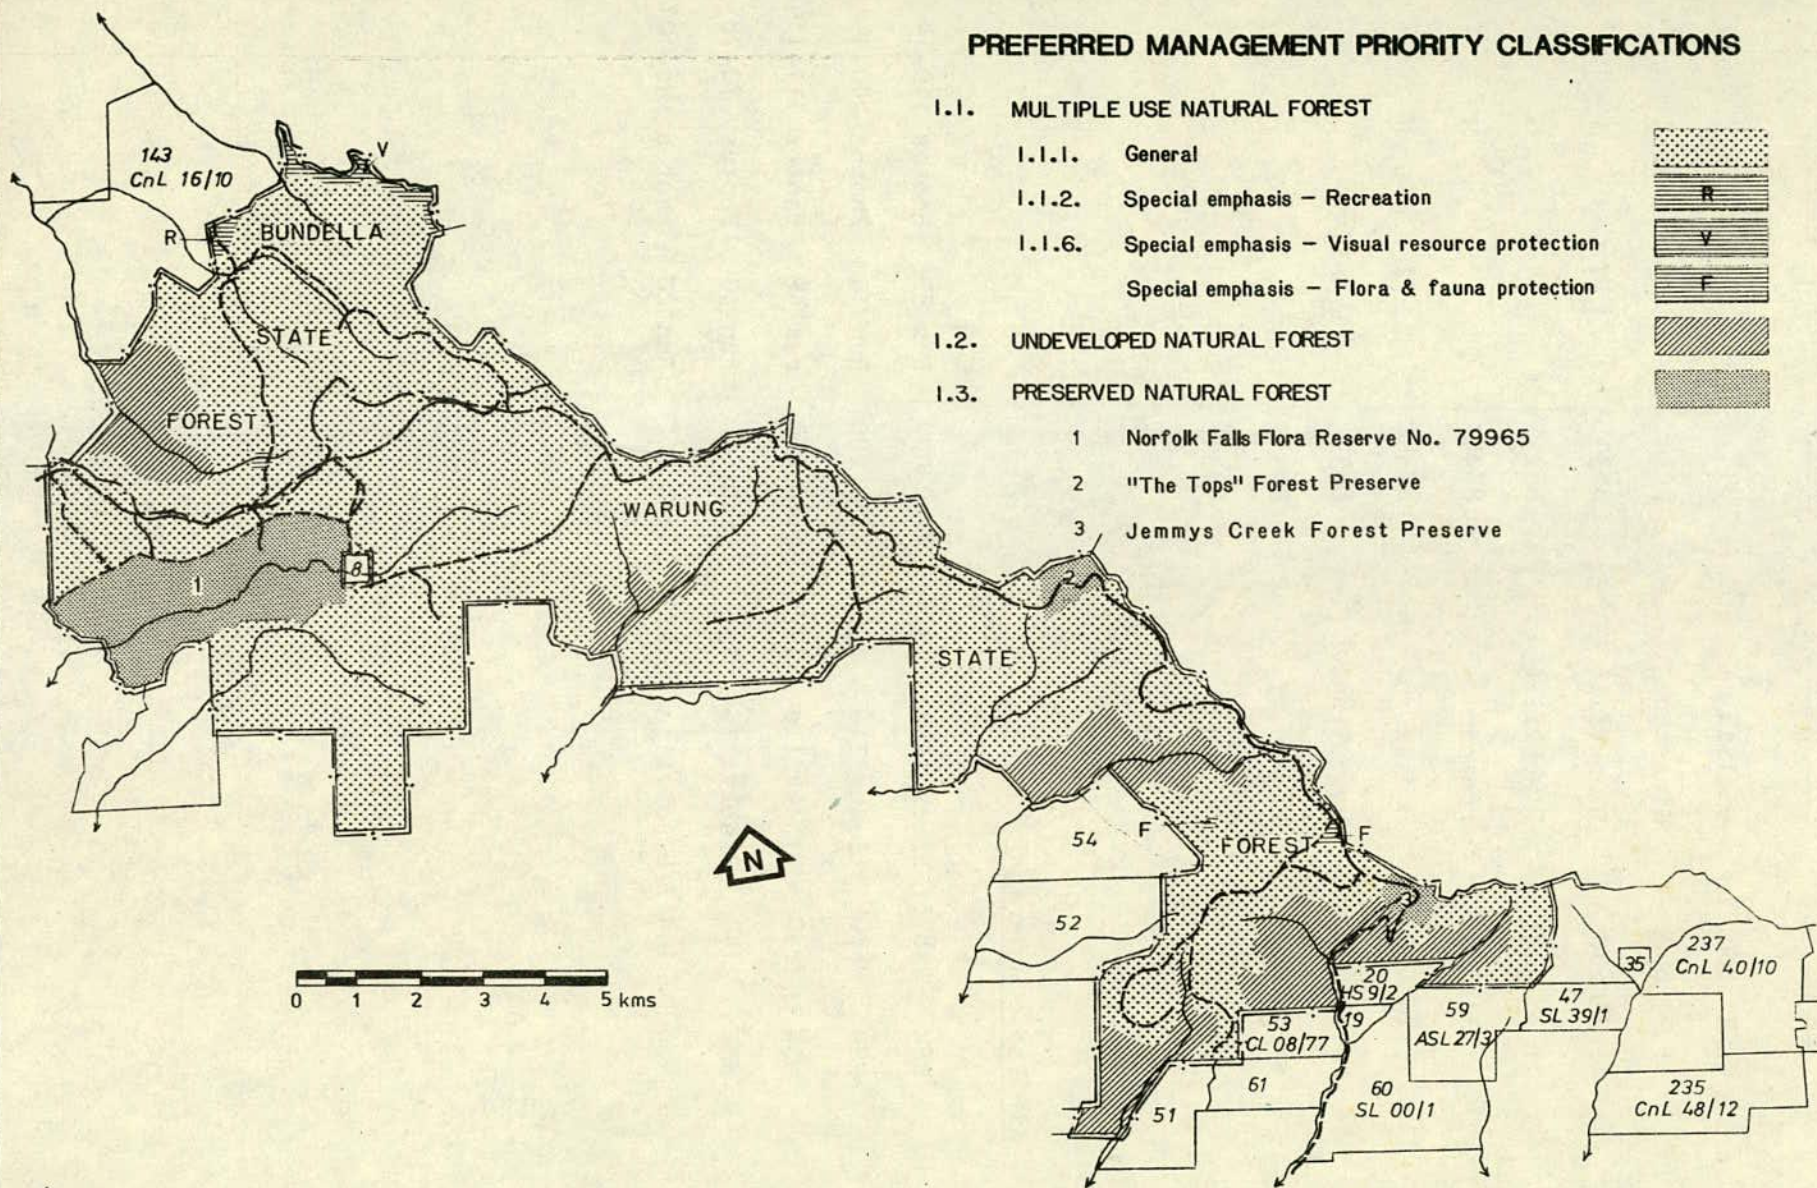 PREFERRED MANAGEMENT PRIORITY CLASSIFICATIONS
1.1. MULTIPLE USE NATURAL FOREST
1.1.1. General
1.1.2. Special emphasis – Recreation
R
1.1.6. Special emphasis – Visual resource protection
V
Special emphasis – Flora & fauna protection
F
1.2. UNDEVELOPED NATURAL FOREST
1.3. PRESERVED NATURAL FOREST
1 Norfolk Falls Flora Reserve No. 79965
2 "The Tops" Forest Preserve
3 Jemmys Creek Forest Preserve
143
CnL 16/10
V
R
BUNDELLA
STATE
FOREST
WARUNG
8
1
2
STATE
F
FOREST
F
3
54
52
N
0 1 2 3 4 5 kms
20
HS 9/2
19
53
CL 08/77
59
ASL 27/3
47
SL 39/1
35
237
CnL 40/10
61
51
60
SL 00/1
235
CnL 48/12